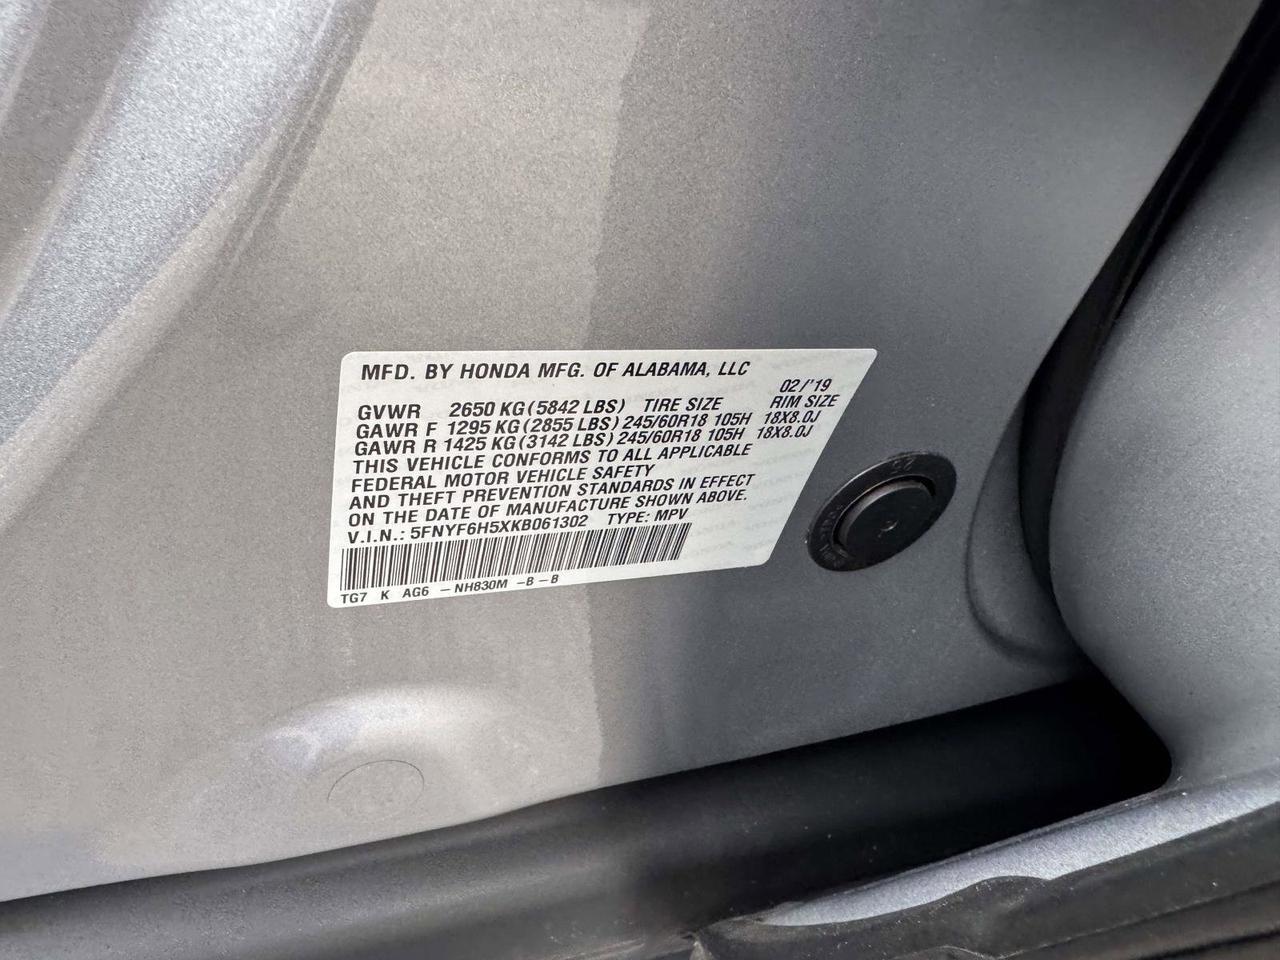 MFD. BY HONDA MFG. OF ALABAMA, LLC
02/'19
GVWR 2650 KG (5842 LBS) TIRE SIZE RIM SIZE
GAWR F 1295 KG (2855 LBS) 245/60R18 105H 18X8.0J
GAWR R 1425 KG (3142 LBS) 245/60R18 105H 18X8.0J
THIS VEHICLE CONFORMS TO ALL APPLICABLE
FEDERAL MOTOR VEHICLE SAFETY
AND THEFT PREVENTION STANDARDS IN EFFECT
ON THE DATE OF MANUFACTURE SHOWN ABOVE.
V.I.N.: 5FNYF6H5XKB061302 TYPE: MPV
TG7 K AG6 – NH830M – B – B
25